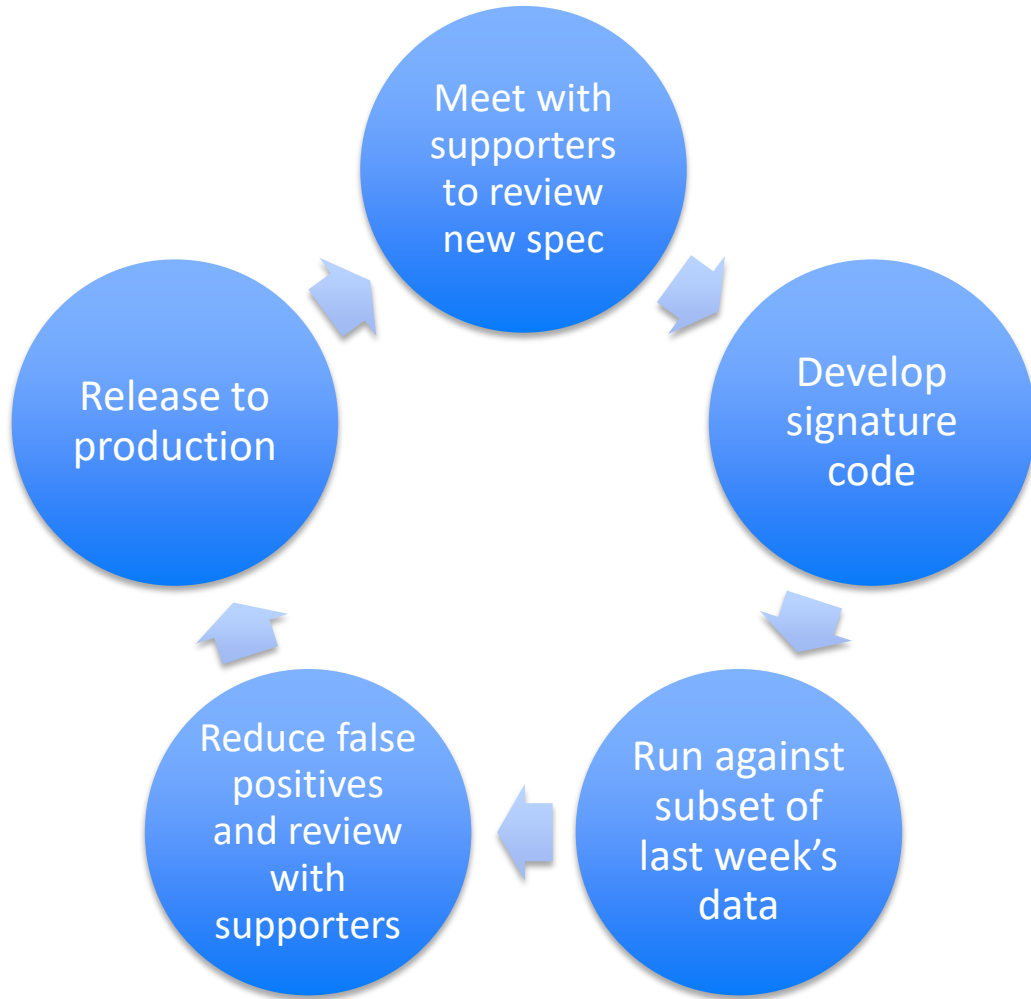 Meet with
supporters
to review
new spec
Develop
signature
code
Run against
subset of
last week’s
data
Reduce false
positives
and review
with
supporters
Release to
production